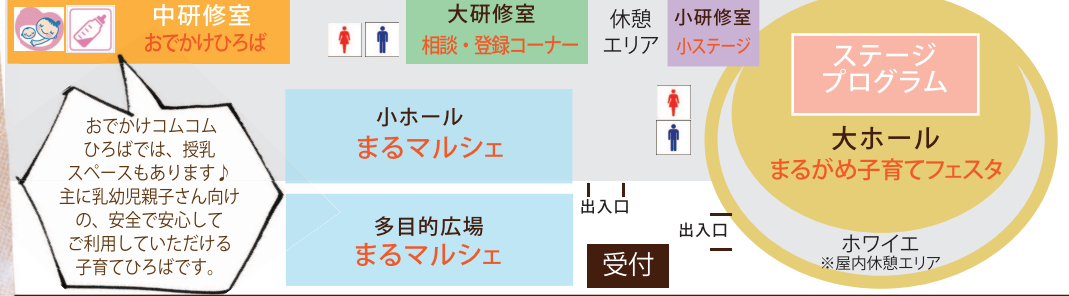 中研修室
おでかけひろば
大研修室
相談・登録コーナー
休憩
エリア
小研修室
小ステージ
ステージ
プログラム
大ホール
まるがめ子育てフェスタ
ホワイエ
※屋内休憩エリア
おでかけコムコム
ひろばでは、授乳
スペースもあります♪
主に乳幼児親子さん向け
の、安全で安心して
ご利用していただける
子育てひろばです。
小ホール
まるマルシェ
多目的広場
まるマルシェ
出入口
出入口
受付